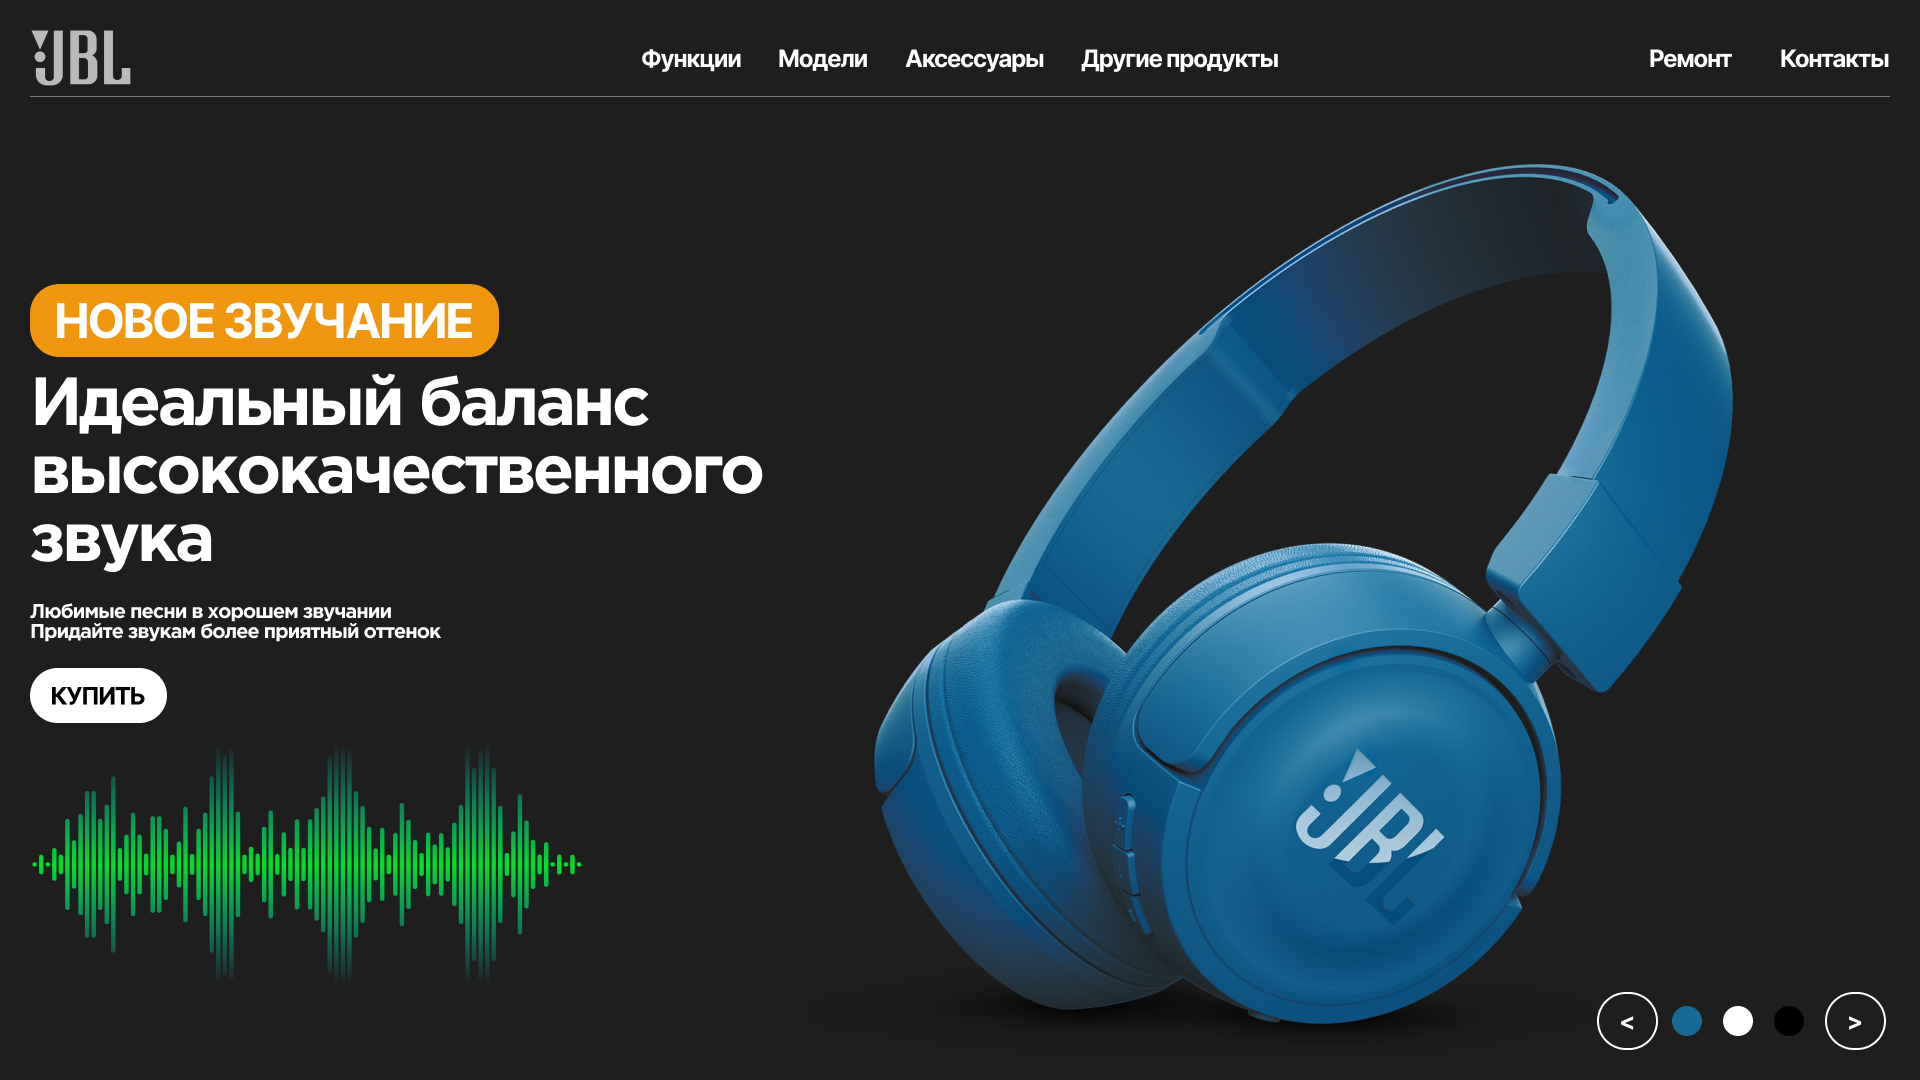 JBL
Функции Модели Аксессуары Другие продукты Ремонт Контакты
НОВОЕ ЗВУЧАНИЕ
Идеальный баланс
высококачественного
звука
Любимые песни в хорошем звучании
Придайте звукам более приятный оттенок
КУПИТЬ
JBL
< >